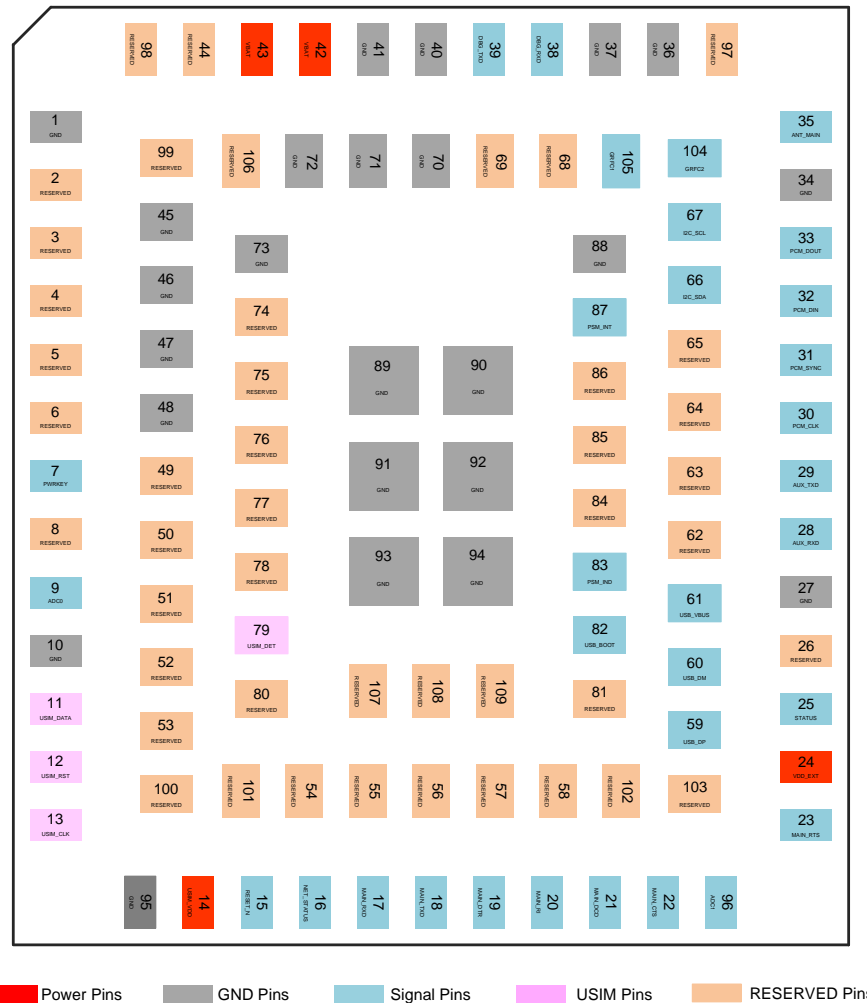 98 RESERVED
44 RESERVED
43 VBAT
42 VBAT
41 GND
40 GND
39 DBG_TXD
38 DBG_RXD
37 GND
36 GND
97 RESERVED
1
GND
2
RESERVED
3
RESERVED
4
RESERVED
5
RESERVED
6
RESERVED
7
PWRKEY
8
RESERVED
9
ADC0
10
GND
11
USIM_DATA
12
USIM_RST
13
USIM_CLK
99
RESERVED
45
GND
46
GND
47
GND
48
GND
49
RESERVED
50
RESERVED
51
RESERVED
52
RESERVED
53
RESERVED
100
RESERVED
106 RESERVED
72 GND
71 GND
70 GND
69 RESERVED
68 RESERVED
105 GRFC1
73
GND
74
RESERVED
75
RESERVED
76
RESERVED
77
RESERVED
78
RESERVED
79
USIM_DET
80
RESERVED
89
GND
90
GND
91
GND
92
GND
93
GND
94
GND
107 RESERVED
108 RESERVED
109 RESERVED
88
GND
87
PSM_INT
86
RESERVED
85
RESERVED
84
RESERVED
83
PSM_IND
82
USB_BOOT
81
RESERVED
104
GRFC2
67
I2C_SCL
66
I2C_SDA
65
RESERVED
64
RESERVED
63
RESERVED
62
RESERVED
61
USB_VBUS
60
USB_DM
59
USB_DP
103
RESERVED
101 RESERVED
54 RESERVED
55 RESERVED
56 RESERVED
57 RESERVED
58 RESERVED
102 RESERVED
35
ANT_MAIN
34
GND
33
PCM_DOUT
32
PCM_DIN
31
PCM_SYNC
30
PCM_CLK
29
AUX_TXD
28
AUX_RXD
27
GND
26
RESERVED
25
STATUS
24
VDD_EXT
23
MAIN_RTS
95 GND
14 USIM_VDD
15 RESET_N
16 NET_STATUS
17 MAIN_RXD
18 MAIN_TXD
19 MAIN_DTR
20 MAIN_RI
21 MAIN_DCD
22 MAIN_CTS
96 ADC1
Power Pins
GND Pins
Signal Pins
USIM Pins
RESERVED Pins